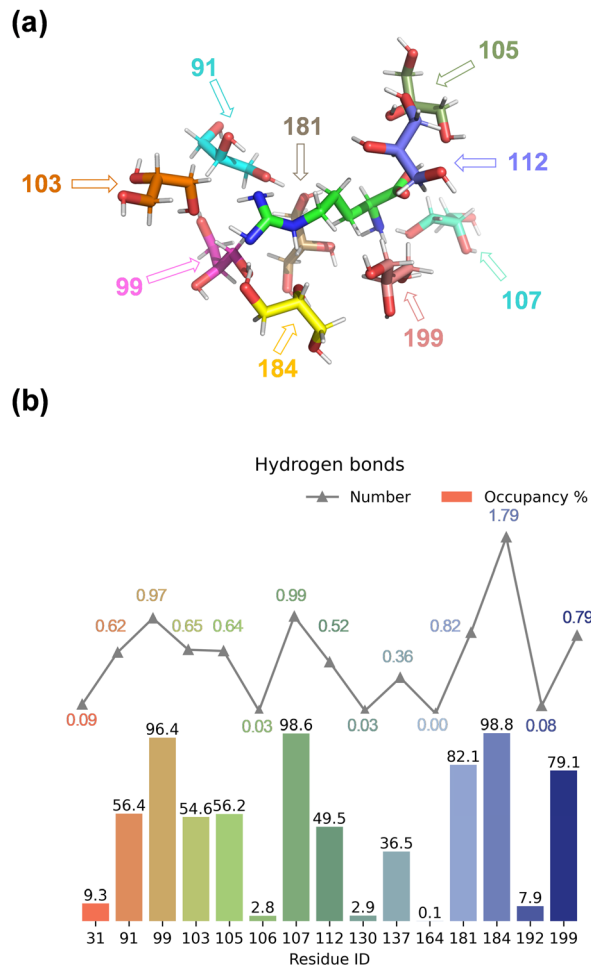 (a)
105
91
181
112
103
99
107
199
184
(b)
Hydrogen bonds
Number Occupancy %
1.79
0.97 0.99
0.62 0.65 0.64 0.82 0.79
0.52
0.36
0.09 0.03 0.03 0.00 0.08
96.4 98.6 98.8
82.1 79.1
56.4 54.6 56.2
49.5
36.5
9.3 2.8 2.9 0.1 7.9
31 91 99 103 105 106 107 112 130 137 164 181 184 192 199
Residue ID